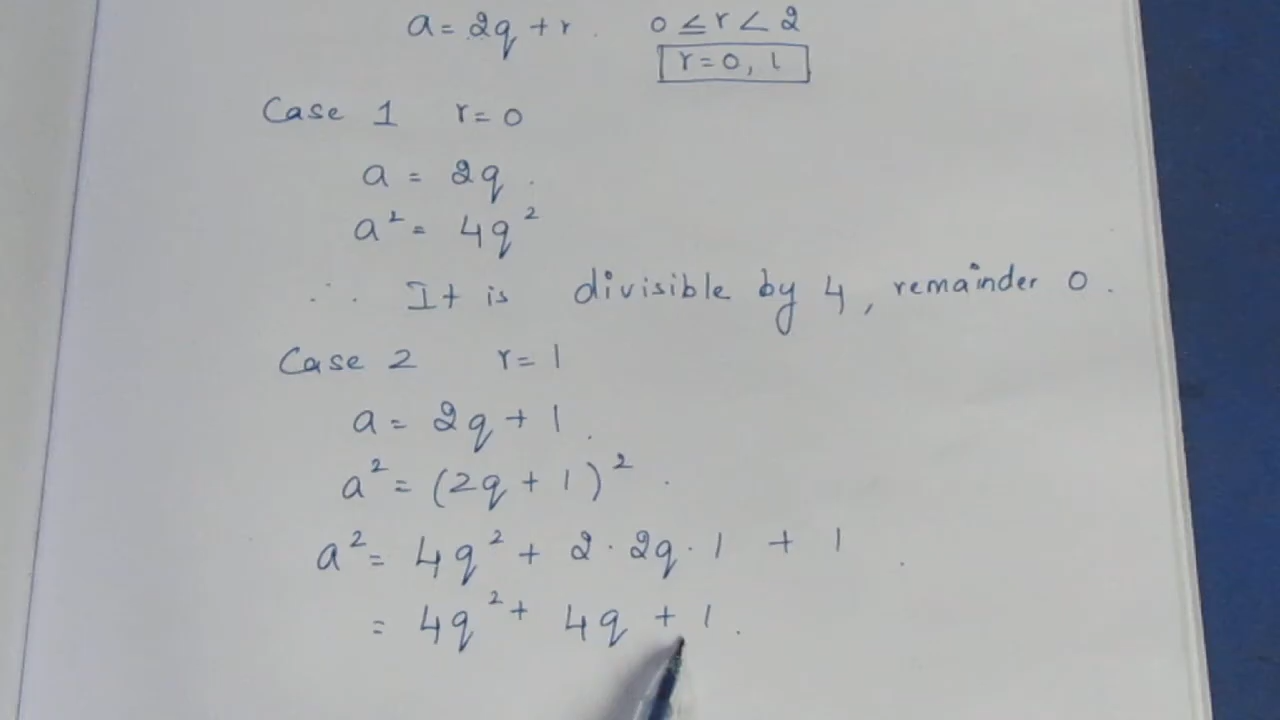 a = 2q + r. 0 ≤ r < 2
r = 0, 1
Case 1 r = 0
a = 2q.
a² = 4q²
∴ It is divisible by 4, remainder 0.
Case 2 r = 1
a = 2q + 1.
a² = (2q + 1)².
a² = 4q² + 2 · 2q · 1 + 1
= 4q² + 4q + 1.